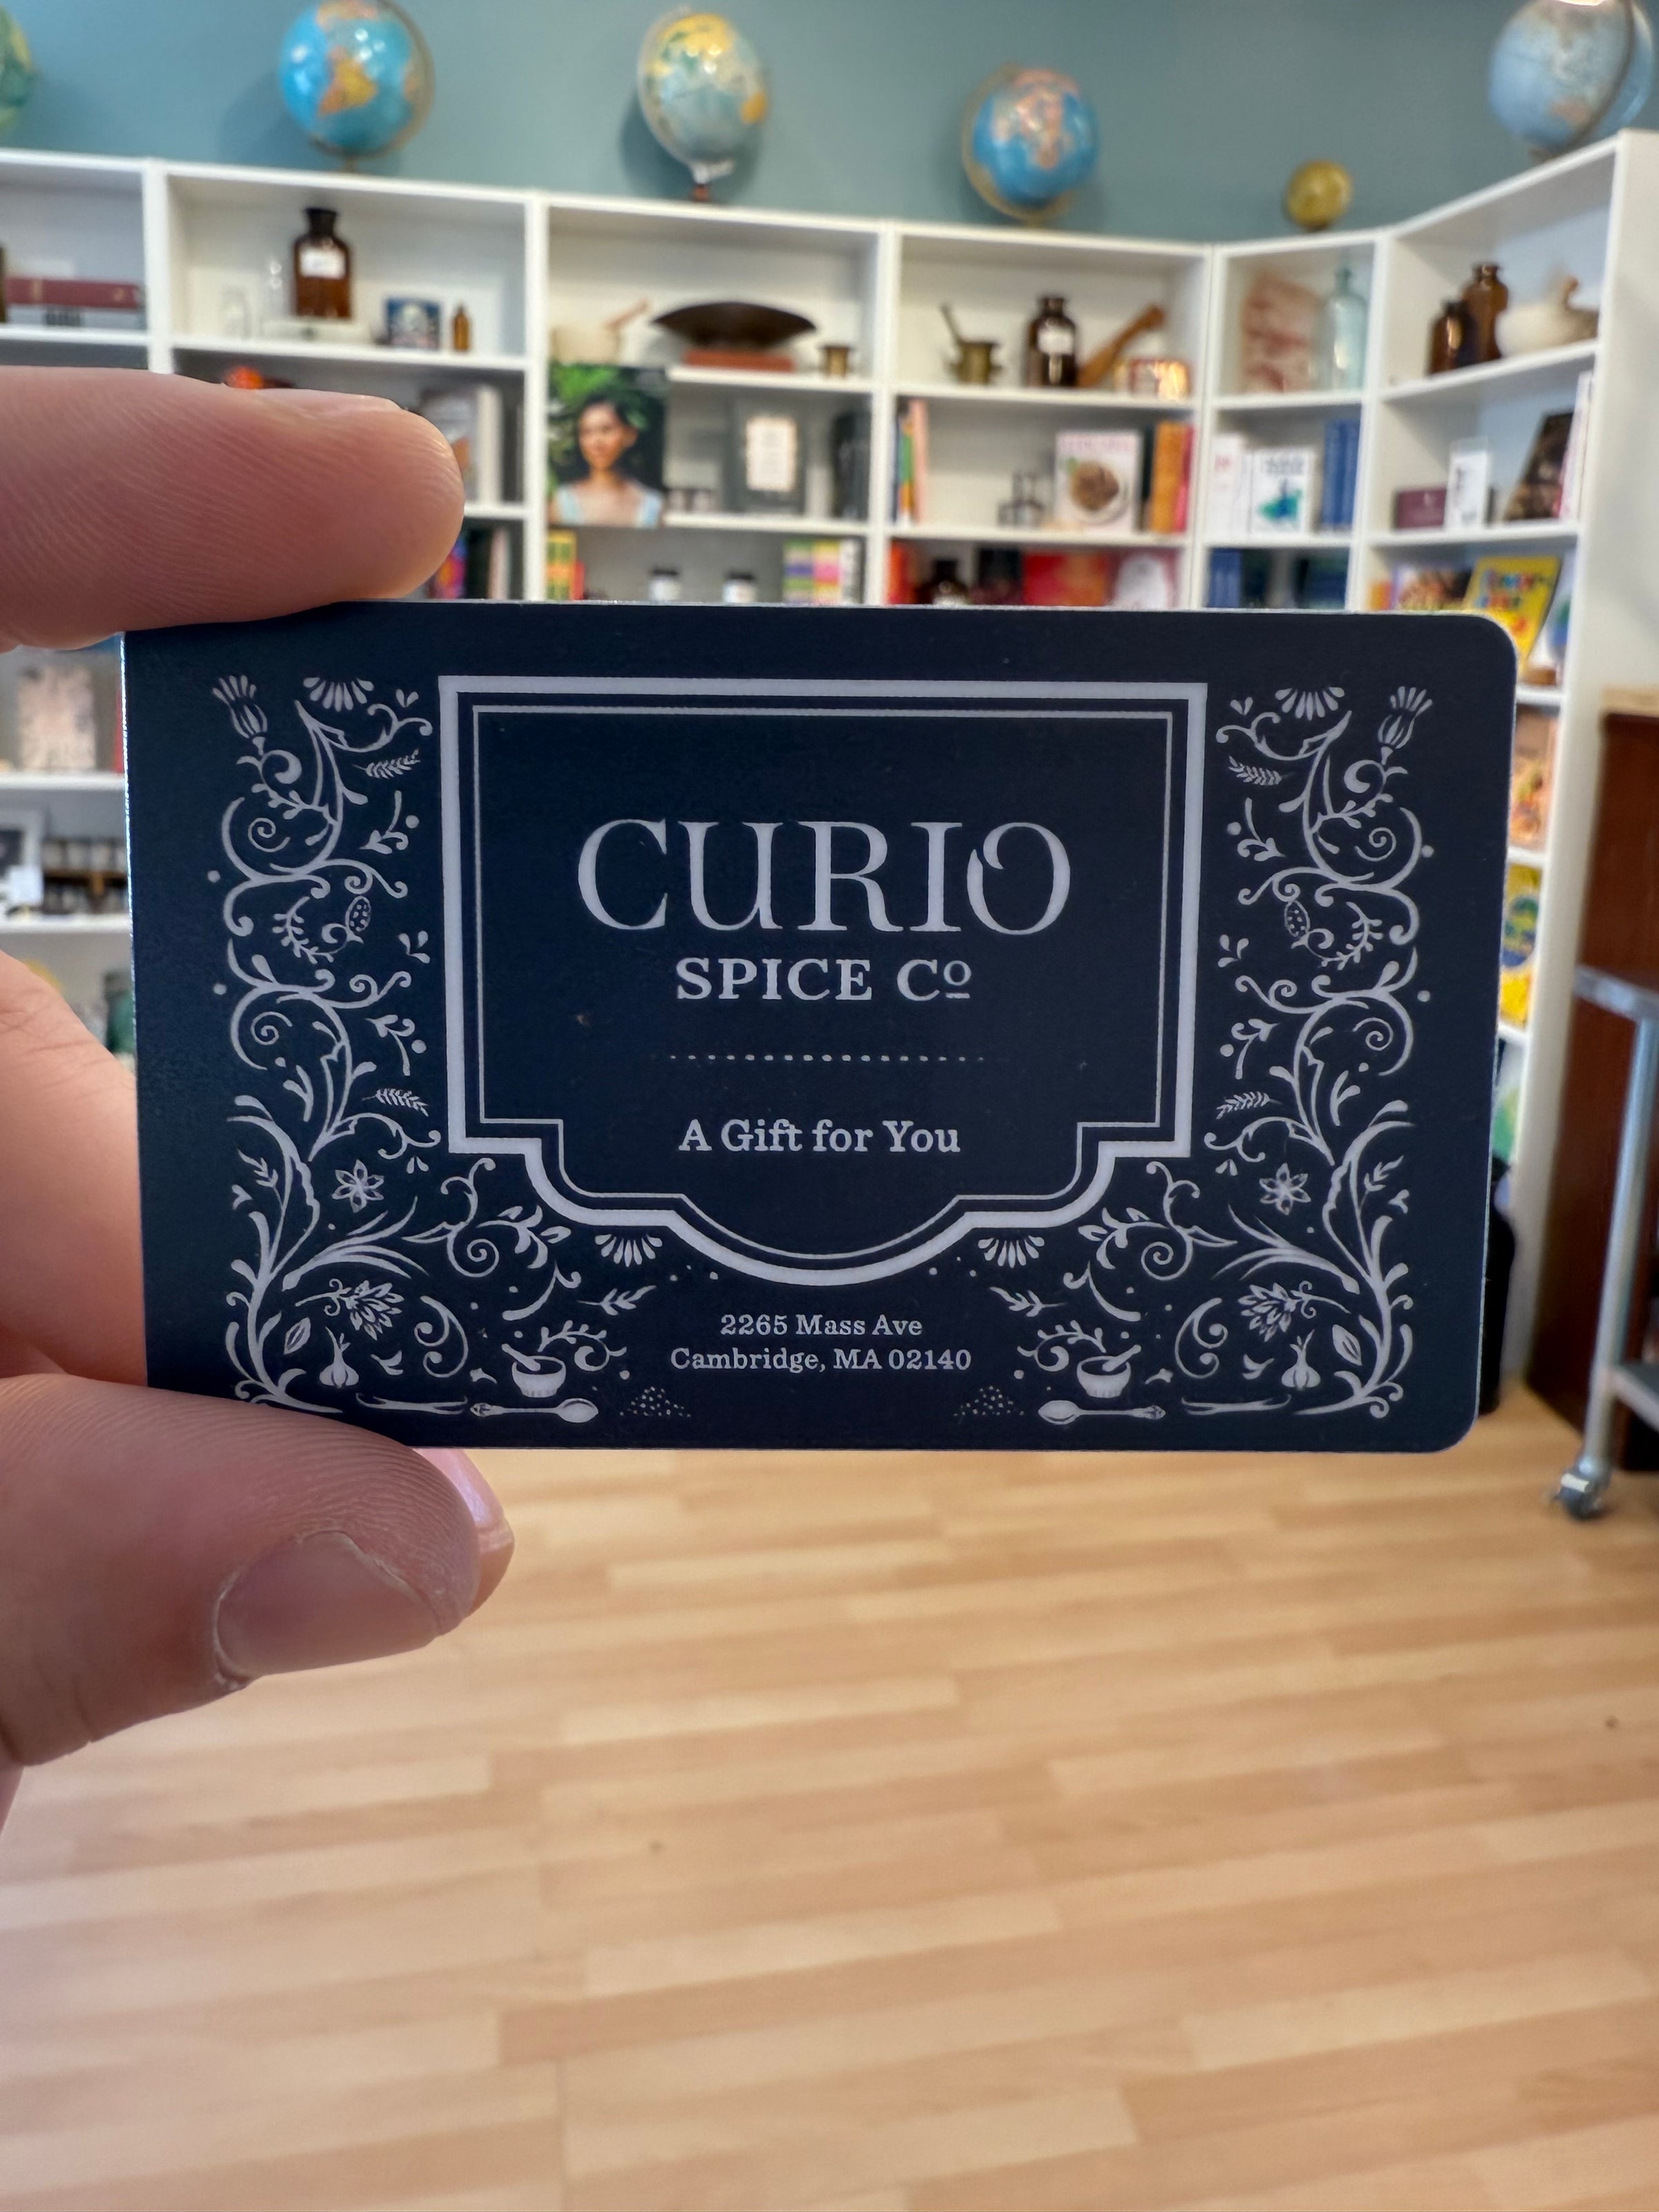 CURIO
SPICE Cº
A Gift for You
2265 Mass Ave
Cambridge, MA 02140